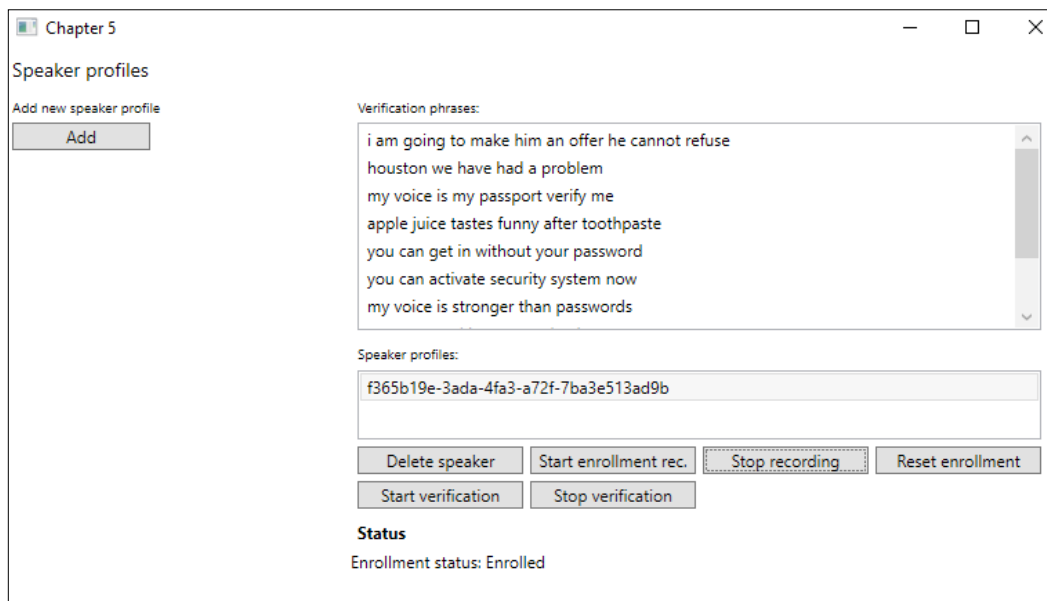 Chapter 5
Speaker profiles
Add new speaker profile
Add
Verification phrases:
i am going to make him an offer he cannot refuse
houston we have had a problem
my voice is my passport verify me
apple juice tastes funny after toothpaste
you can get in without your password
you can activate security system now
my voice is stronger than passwords
Speaker profiles:
f365b19e-3ada-4fa3-a72f-7ba3e513ad9b
Delete speaker Start enrollment rec. Stop recording Reset enrollment
Start verification Stop verification
Status
Enrollment status: Enrolled